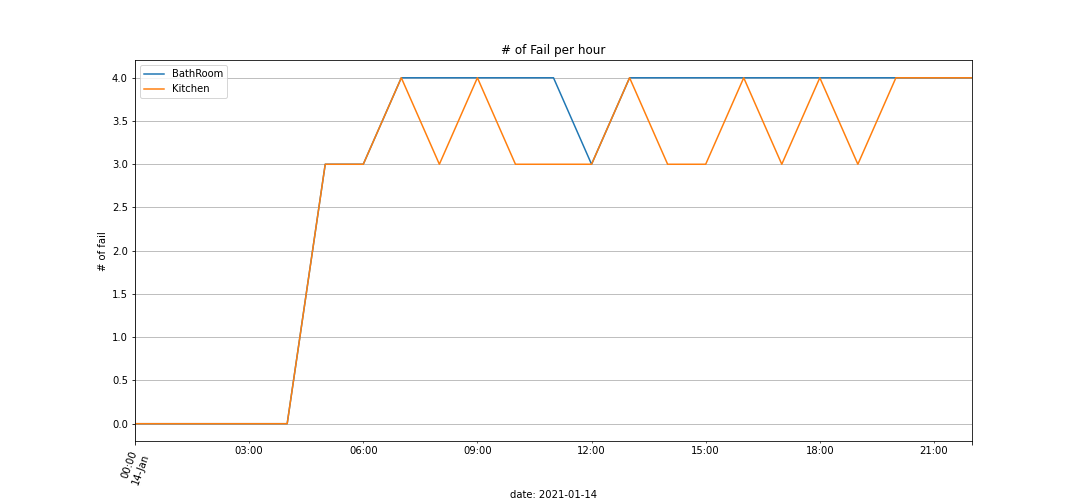 # of Fail per hour
BathRoom
Kitchen
4.0
3.5
3.0
2.5
2.0
1.5
1.0
0.5
0.0
# of fail
00:00
14-Jan
03:00
06:00
09:00
12:00
15:00
18:00
21:00
date: 2021-01-14